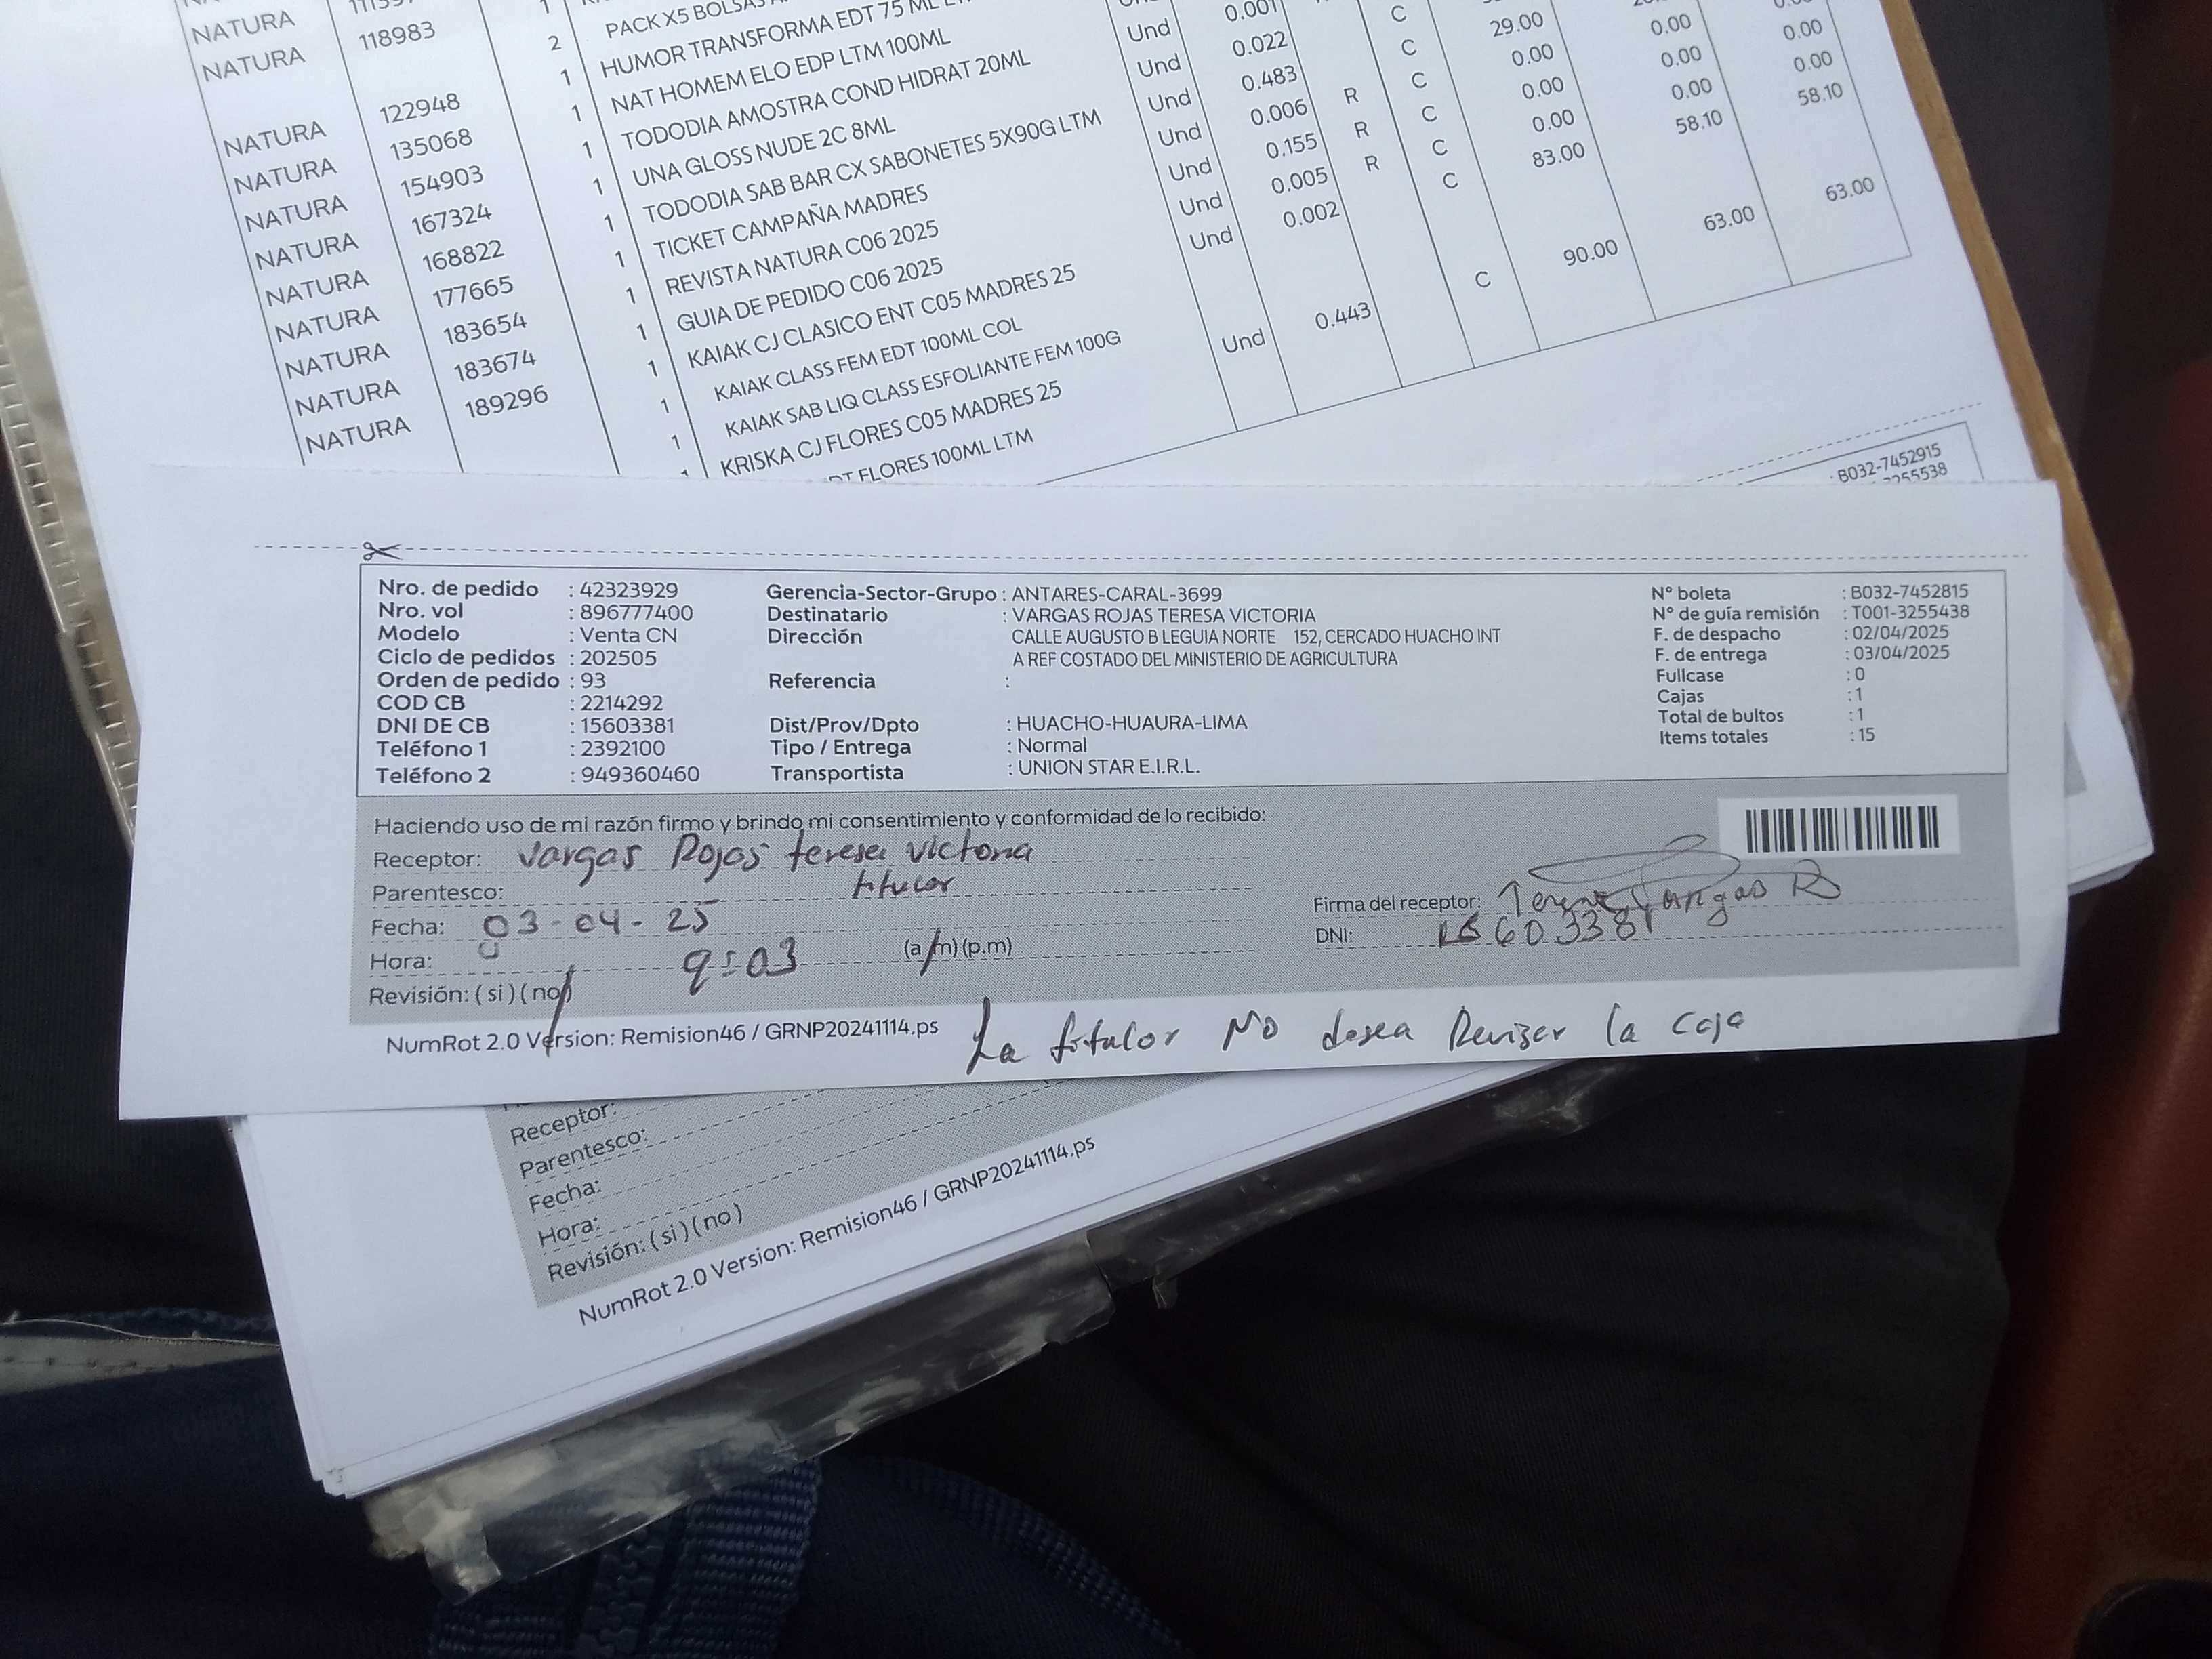 NATURA
NATURA 118983 2 PACK X5 BOLSAS
1 HUMOR TRANSFORMA EDT 75 ML
NATURA 122948 1 NAT HOMEM ELO EDP LTM 100ML
NATURA 135068 1 TODODIA AMOSTRA COND HIDRAT 20ML
NATURA 154903 1 UNA GLOSS NUDE 2C 8ML
NATURA 167324 1 TODODIA SAB BAR CX SABONETES 5X90G LTM
NATURA 168822 1 TICKET CAMPAÑA MADRES
NATURA 177665 1 REVISTA NATURA C06 2025
NATURA 183654 1 GUIA DE PEDIDO C06 2025
NATURA 183674 1 KAIAK CJ CLASICO ENT C05 MADRES 25
NATURA 189296 1 KAIAK CLASS FEM EDT 100ML COL
1 KAIAK SAB LIQ CLASS ESFOLIANTE FEM 100G
KRISKA CJ FLORES C05 MADRES 25
FLORES 100ML LTM
Und 0.001 C 29.00 0.00 0.00
Und 0.022 C 0.00 0.00 0.00
Und 0.483 C 0.00 0.00 58.10
Und 0.006 R C 0.00 58.10
Und 0.155 R C 83.00
Und 0.005 R C
Und 0.002
Und 0.443 C 90.00 63.00 63.00
: B032-7452915
3255538
Nro. de pedido : 42323929
Nro. vol : 896777400
Modelo : Venta CN
Ciclo de pedidos : 202505
Orden de pedido : 93
COD CB : 2214292
DNI DE CB : 15603381
Teléfono 1 : 2392100
Teléfono 2 : 949360460
Gerencia-Sector-Grupo : ANTARES-CARAL-3699
Destinatario : VARGAS ROJAS TERESA VICTORIA
Dirección CALLE AUGUSTO B LEGUIA NORTE 152, CERCADO HUACHO INT
A REF COSTADO DEL MINISTERIO DE AGRICULTURA
Referencia :
Dist/Prov/Dpto : HUACHO-HUAURA-LIMA
Tipo / Entrega : Normal
Transportista : UNION STAR E.I.R.L.
N° boleta : B032-7452815
N° de guía remisión : T001-3255438
F. de despacho : 02/04/2025
F. de entrega : 03/04/2025
Fullcase : 0
Cajas : 1
Total de bultos : 1
Items totales : 15
Haciendo uso de mi razón firmo y brindo mi consentimiento y conformidad de lo recibido:
Receptor: Vargas Rojas teresa victoria
Parentesco: titular
Fecha: 03-04-25
Hora: 9:03 (a/m) (p.m)
Revisión: (si) (no)
Firma del receptor: Teresa Vargas R
DNI: 15603381
NumRot 2.0 Version: Remision46 / GRNP20241114.ps
La titular No desea Revizar la caja
Receptor:
Parentesco:
Fecha:
Hora:
Revisión: (si) (no)
NumRot 2.0 Version: Remision46 / GRNP20241114.ps